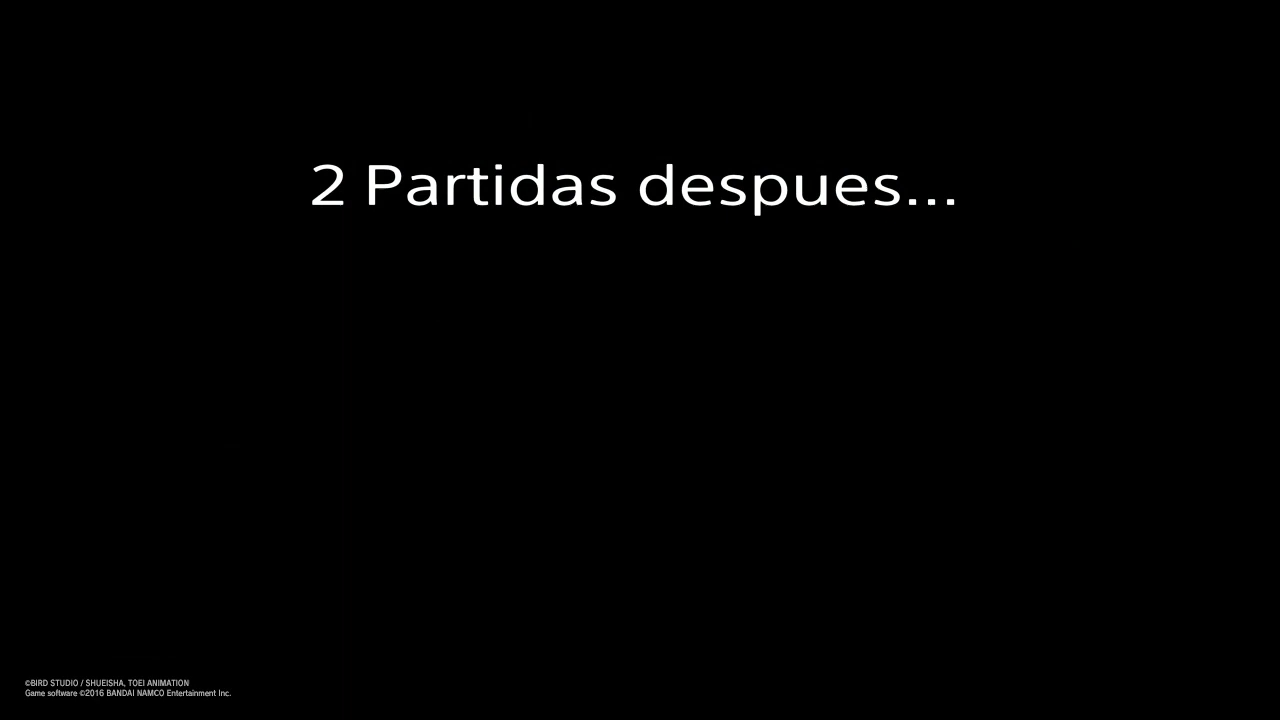 2 Partidas despues...
©BIRD STUDIO / SHUEISHA, TOEI ANIMATION
Game software ©2016 BANDAI NAMCO Entertainment Inc.